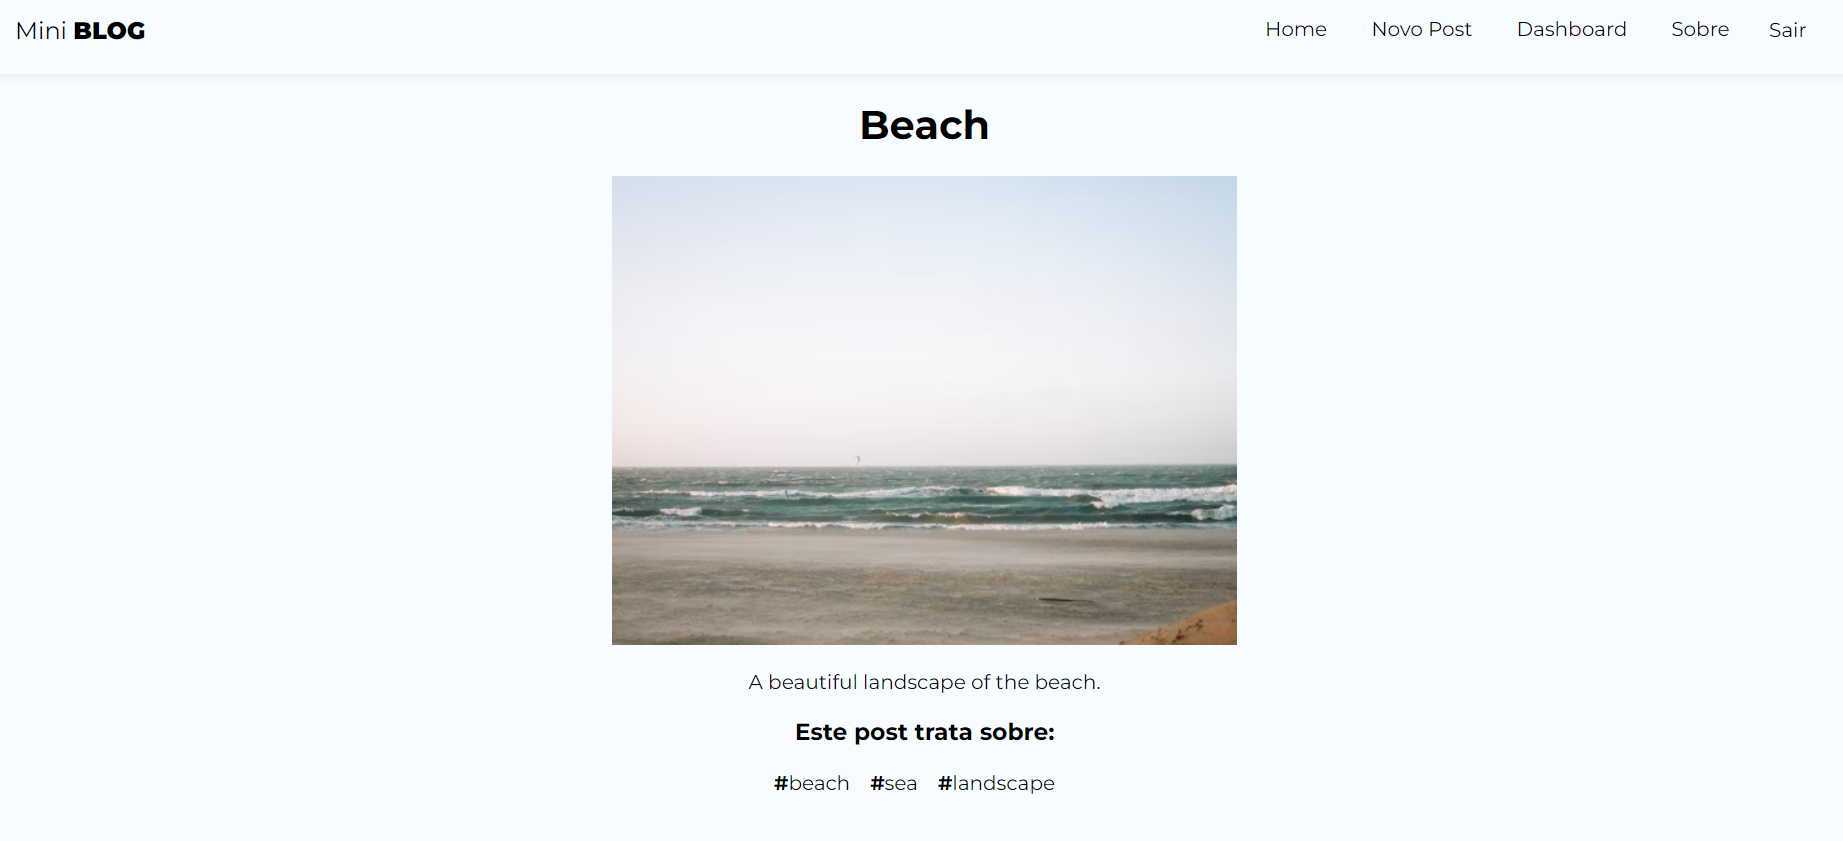 Mini BLOG Home Novo Post Dashboard Sobre Sair
Beach
A beautiful landscape of the beach.
Este post trata sobre:
#beach #sea #landscape